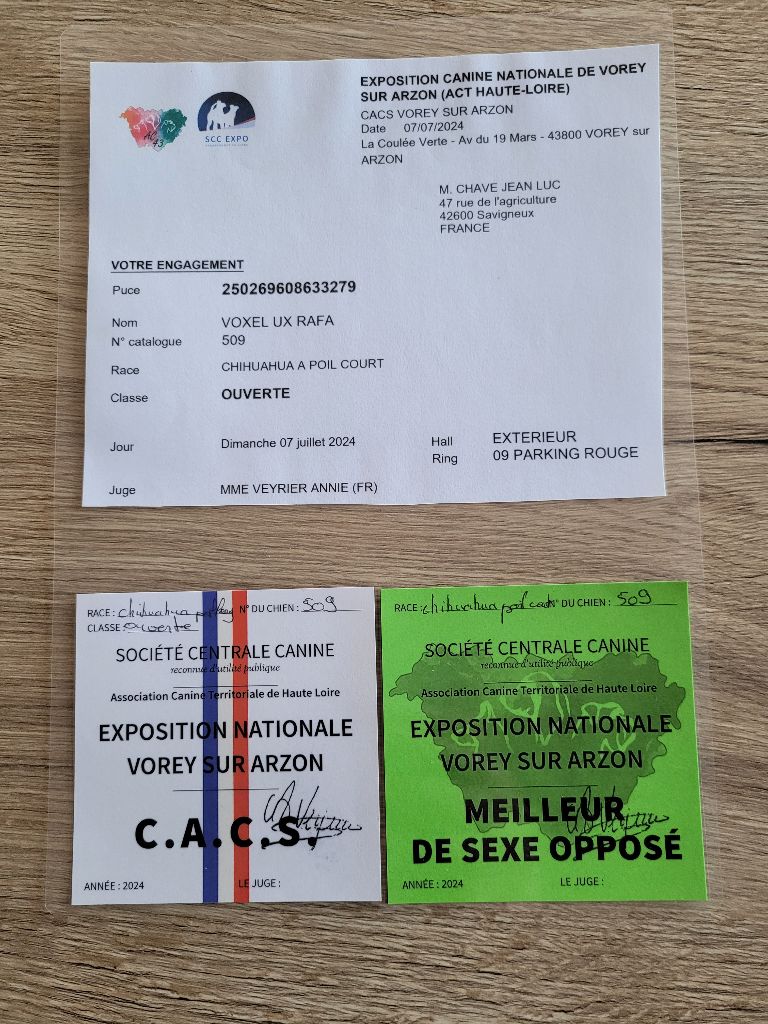 EXPOSITION CANINE NATIONALE DE VOREY
SUR ARZON (ACT HAUTE-LOIRE)
CACS VOREY SUR ARZON
Date 07/07/2024
La Coulée Verte - Av du 19 Mars - 43800 VOREY sur
ARZON
SCC EXPO
M. CHAVE JEAN LUC
47 rue de l'agriculture
42600 Savigneux
FRANCE
VOTRE ENGAGEMENT
Puce 250269608633279
Nom VOXEL UX RAFA
N° catalogue 509
Race CHIHUAHUA A POIL COURT
Classe OUVERTE
Jour Dimanche 07 juillet 2024 Hall EXTERIEUR
Ring 09 PARKING ROUGE
Juge MME VEYRIER ANNIE (FR)
RACE : chihuahua N° DU CHIEN : 509
CLASSE : ouverte
SOCIÉTÉ CENTRALE CANINE
reconnue d'utilité publique
Association Canine Territoriale de Haute Loire
EXPOSITION NATIONALE
VOREY SUR ARZON
C.A.C.S.
ANNÉE : 2024 LE JUGE :
RACE : chihuahua poil court N° DU CHIEN : 509
SOCIÉTÉ CENTRALE CANINE
reconnue d'utilité publique
Association Canine Territoriale de Haute Loire
EXPOSITION NATIONALE
VOREY SUR ARZON
MEILLEUR
DE SEXE OPPOSÉ
ANNÉE : 2024 LE JUGE :